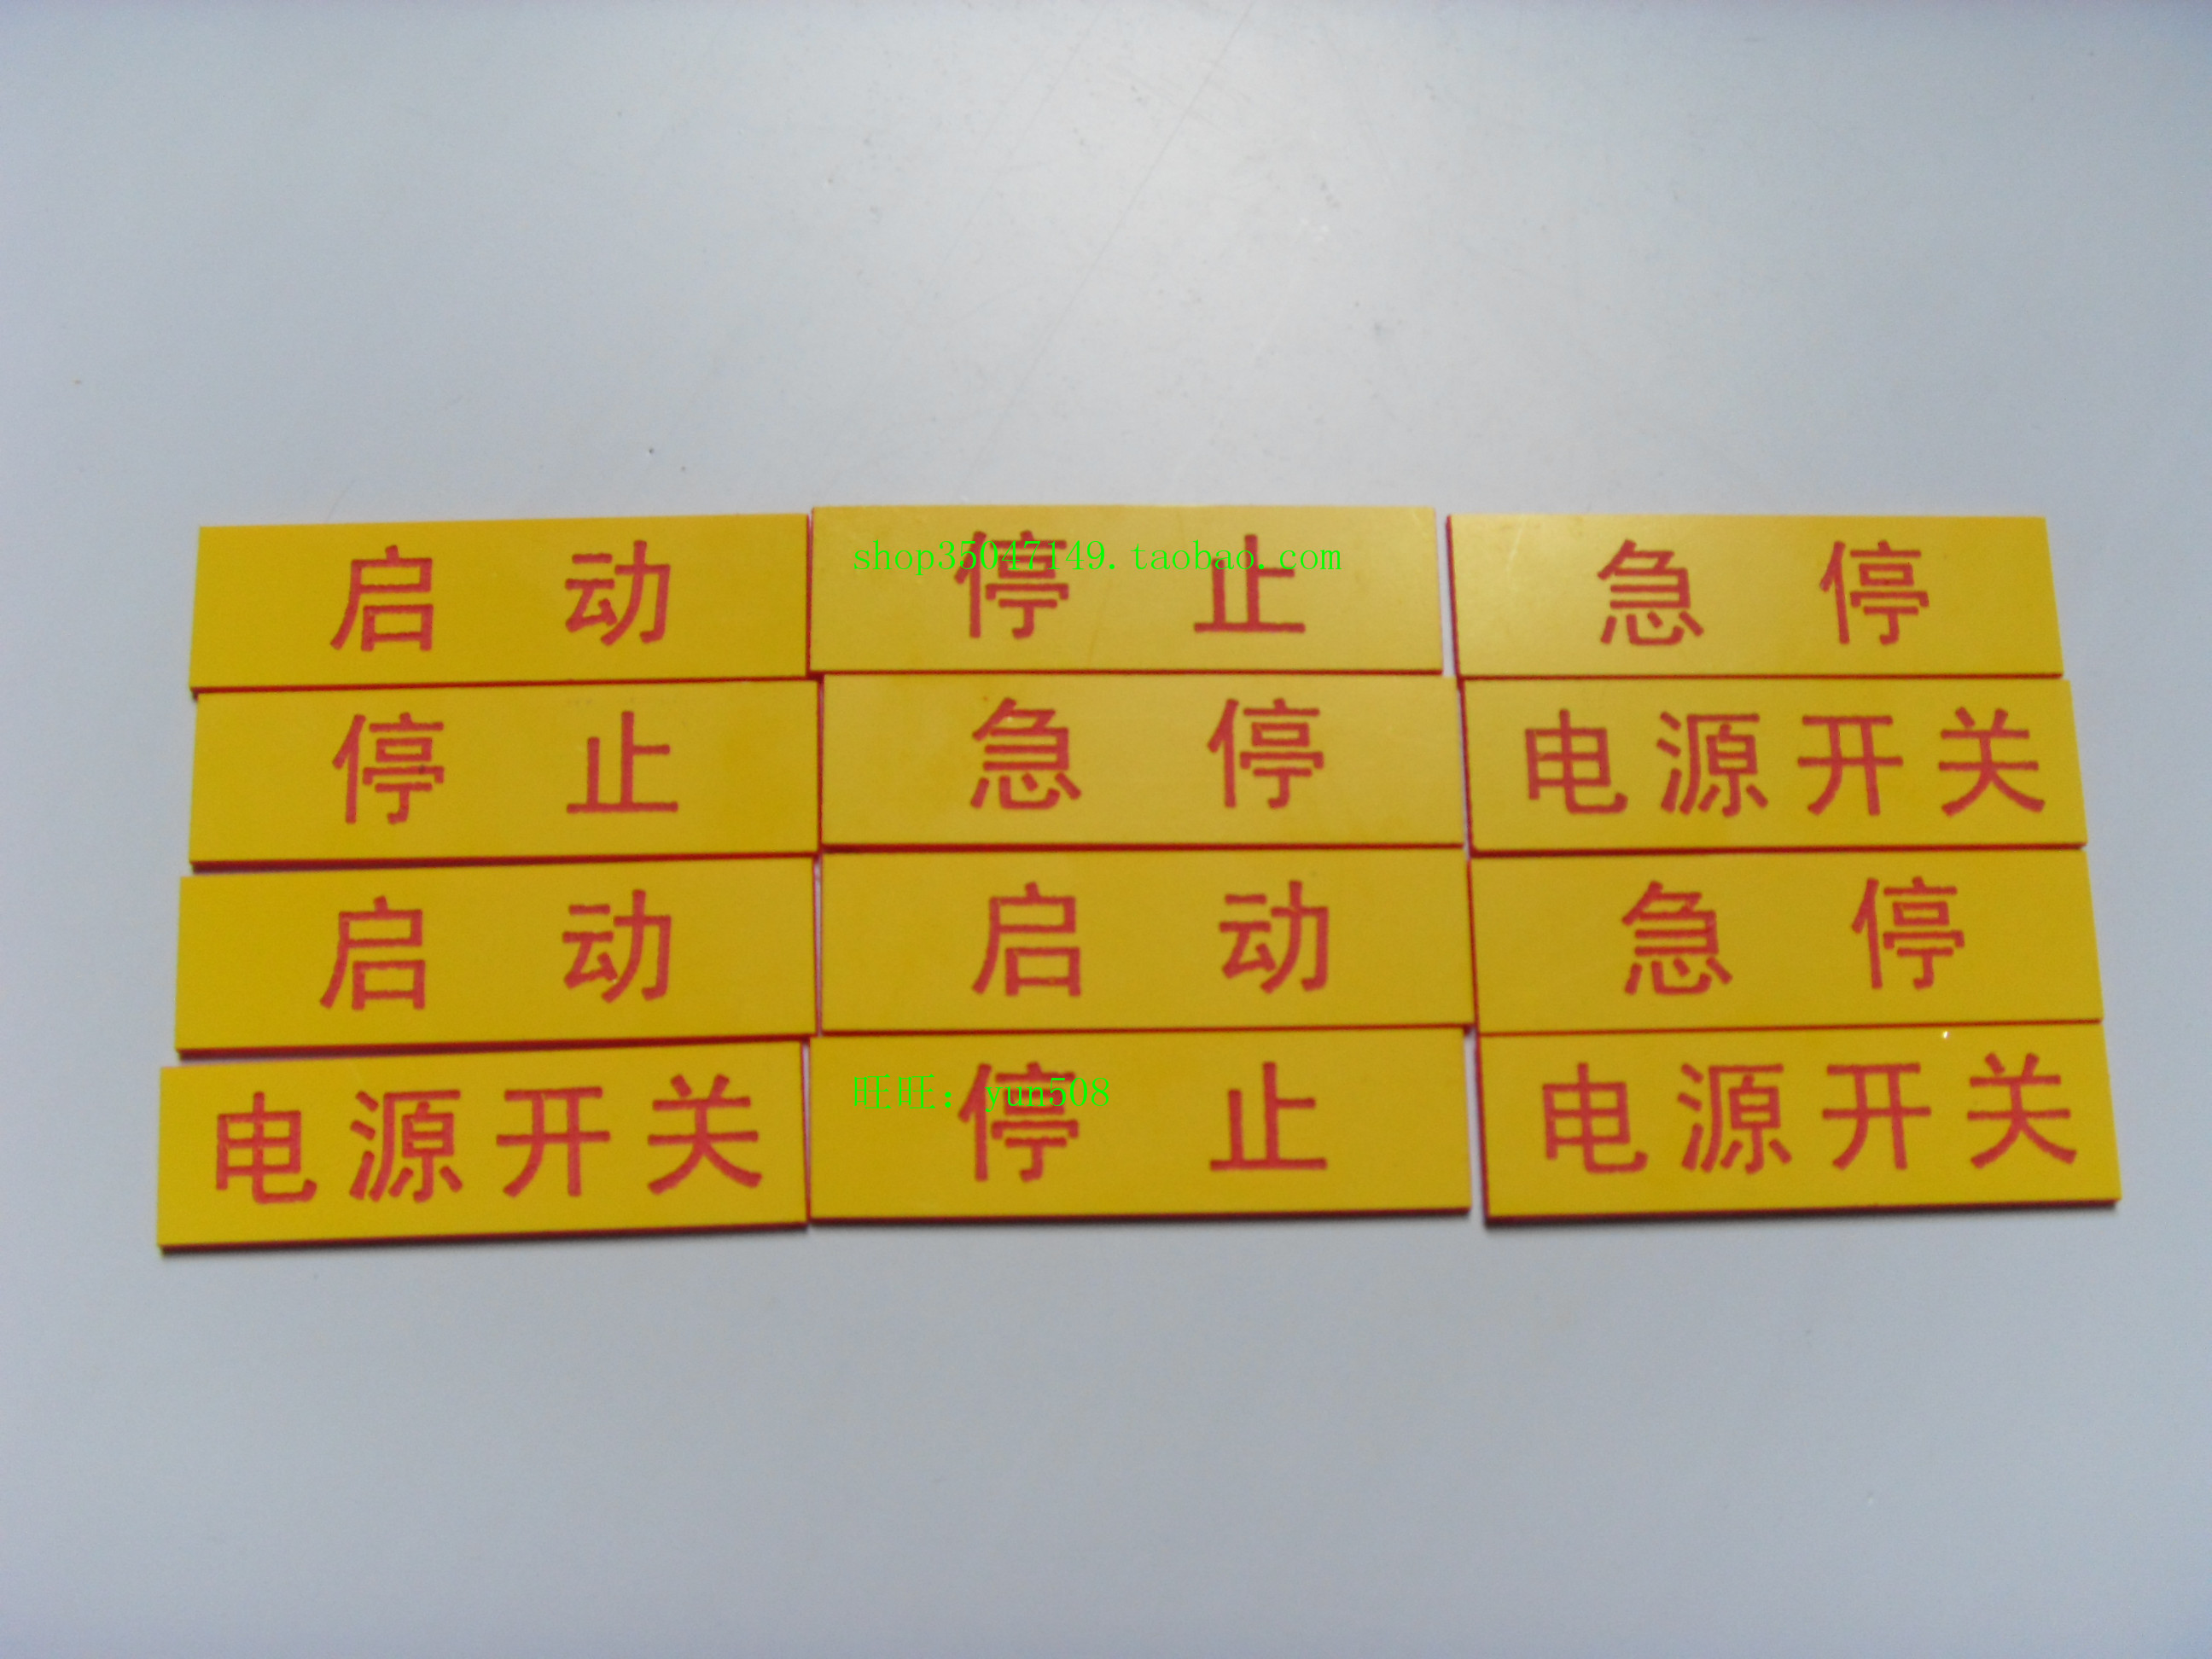 启动 停止 急停
shop35047149.taobao.com
停止 急停 电源开关
启动 启动 急停
电源开关 停止 电源开关
旺旺：yun508